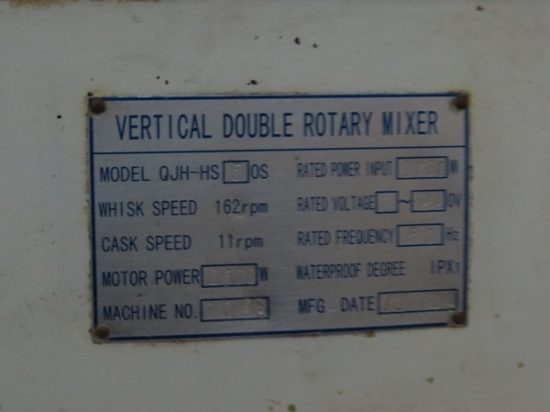 VERTICAL DOUBLE ROTARY MIXER
MODEL QJH-HS OS
WHISK SPEED 162rpm
CASK SPEED 11rpm
MOTOR POWER W
MACHINE NO.
RATED POWER INPUT W
RATED VOLTAGE ~ 0V
RATED FREQUENCY Hz
WATERPROOF DEGREE IPX1
MFG DATE